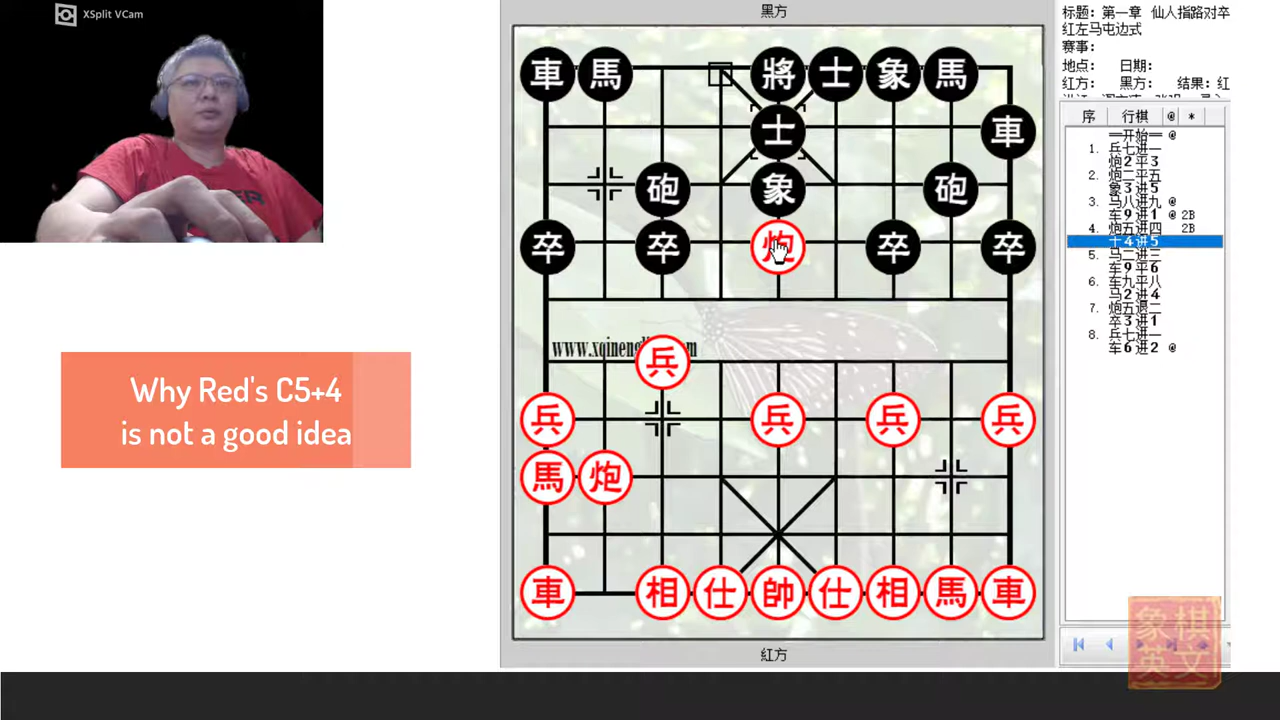 XSplit VCam
Why Red's C5+4
is not a good idea
黑方
車 馬 將 士 象 馬
士 車
砲 象 砲
卒 卒 炮 卒 卒
www.xqinengli m
兵
兵 兵 兵 兵
馬 炮
車 相 仕 帥 仕 相 馬 車
紅方
标题：第一章 仙人指路对卒
红左马屯边式
赛事：
地点： 日期：
红方： 黑方： 结果：红
序 行棋 @ *
==开始== @
1. 兵七进一
炮2平3
2. 炮二平五
象3进5
3. 马八进九 @
车9进1 @ 2B
4. 炮五进四 2B
士4进5
5. 马二进三
车9平6
6. 车九平八
马2进4
7. 炮五退二
卒3进1
8. 兵七进一
车6进2 @
象棋
英文